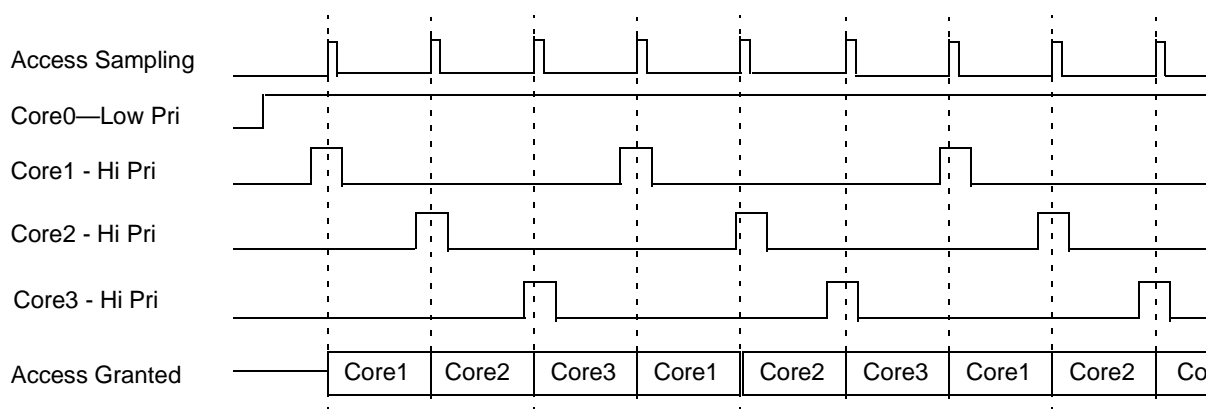 Access Sampling
Core0—Low Pri
Core1 - Hi Pri
Core2 - Hi Pri
Core3 - Hi Pri
Access Granted Core1 Core2 Core3 Core1 Core2 Core3 Core1 Core2 Co